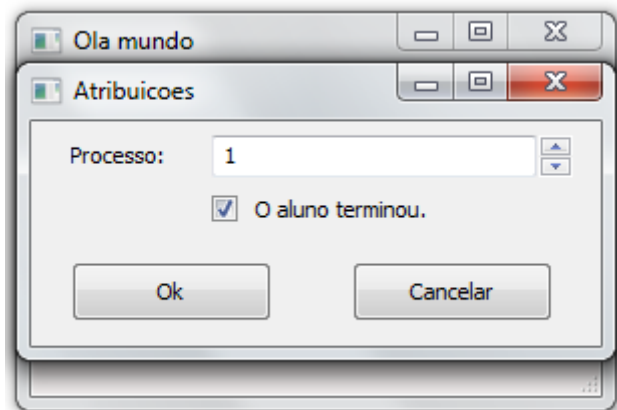 Ola mundo
Atribuicoes
Processo: 1
O aluno terminou.
Ok Cancelar